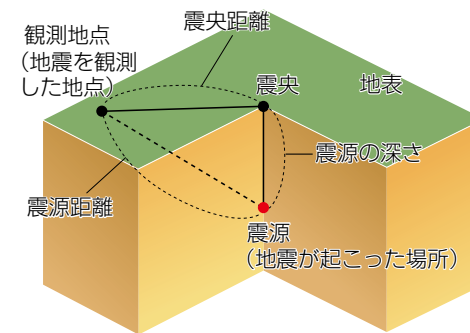 震央距離
観測地点
（地震を観測
した地点）
震央
地表
震源の深さ
震源距離
震源
（地震が起こった場所）